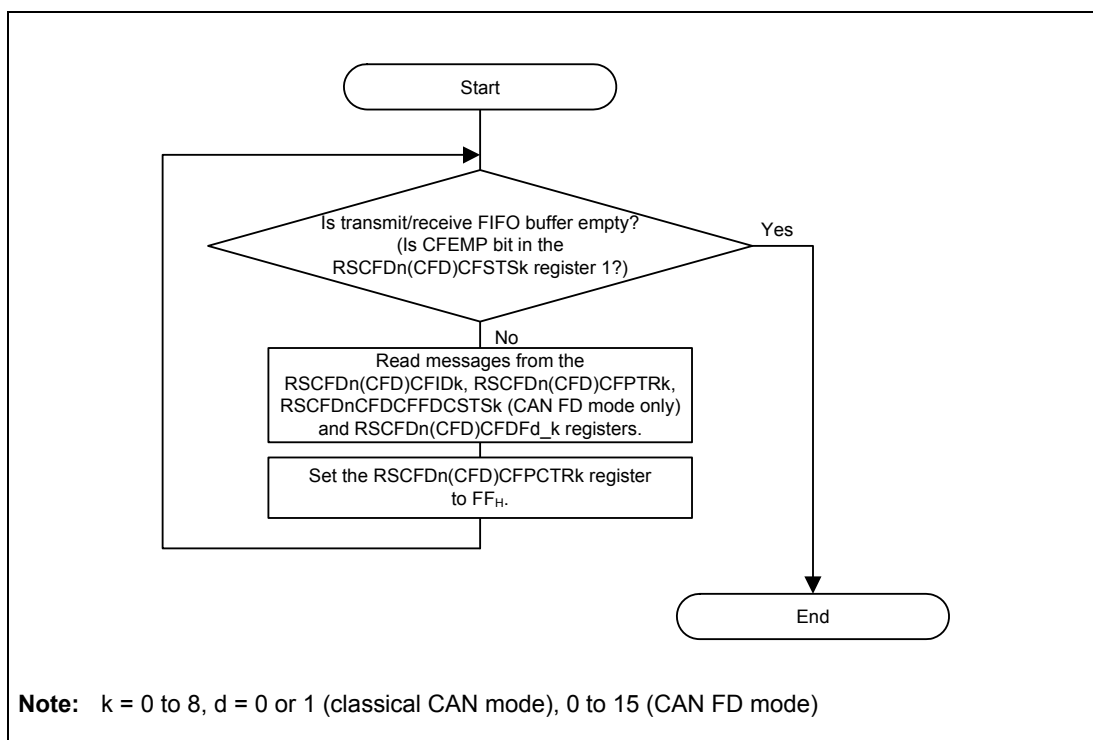 Start
Is transmit/receive FIFO buffer empty?
(Is CFEMP bit in the
RSCFDn(CFD)CFSTSk register 1?)
Yes
No
Read messages from the
RSCFDn(CFD)CFIDk, RSCFDn(CFD)CFPTRk,
RSCFDnCFDCFFDCSTSk (CAN FD mode only)
and RSCFDn(CFD)CFDFd_k registers.
Set the RSCFDn(CFD)CFPCTRk register
to FFH.
End
Note: k = 0 to 8, d = 0 or 1 (classical CAN mode), 0 to 15 (CAN FD mode)